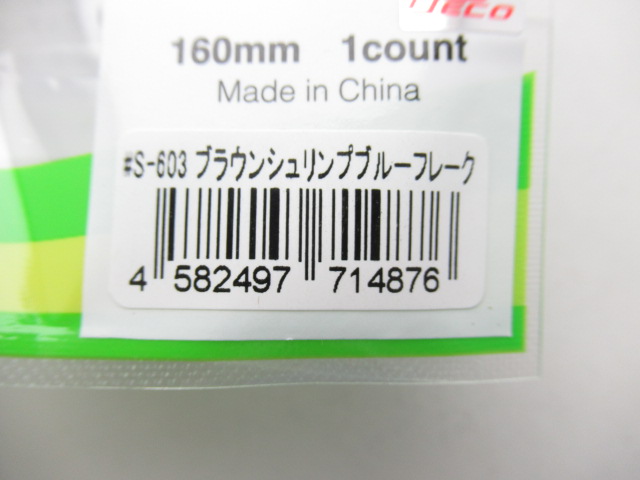 160mm 1count
Made in China
#S-603 ブラウンシュリンプブルーフレーク
4 582497 714876